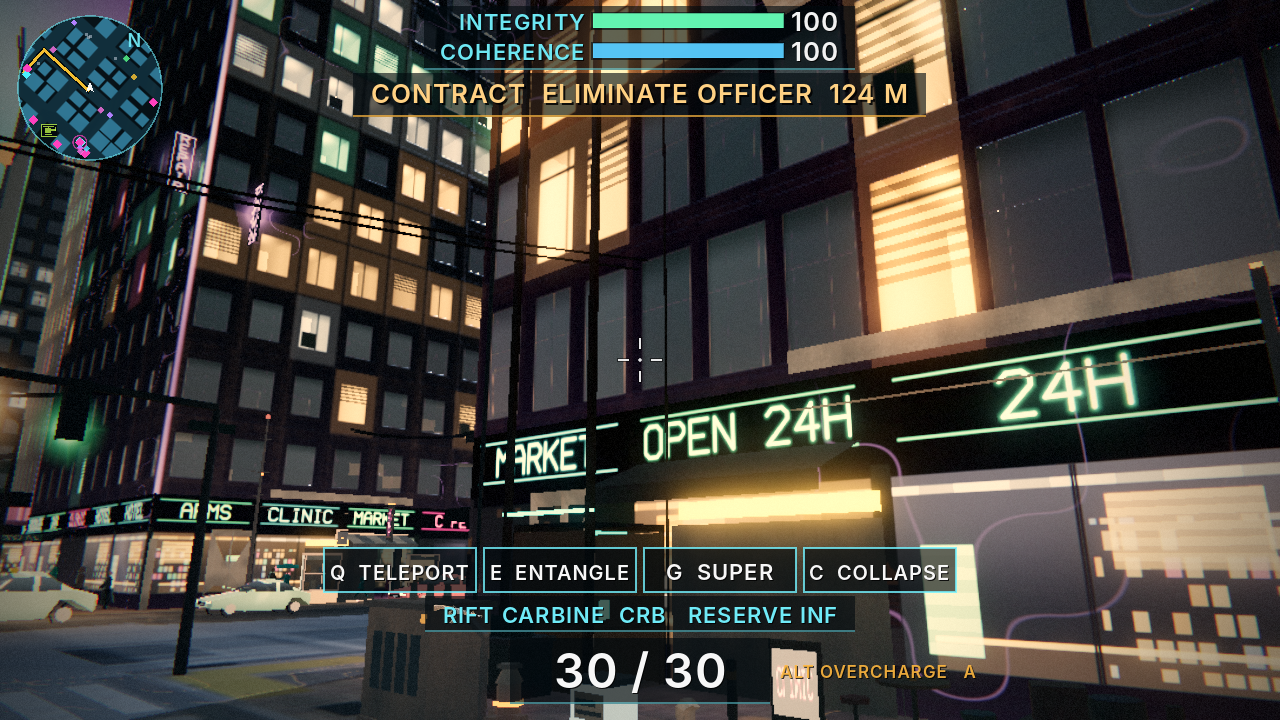 INTEGRITY 100
COHERENCE 100
CONTRACT ELIMINATE OFFICER 124 M
N
MARKET
OPEN 24H
24H
ARMS
CLINIC
MARKET
Q TELEPORT
E ENTANGLE
G SUPER
C COLLAPSE
RIFT CARBINE CRB RESERVE INF
30 / 30
ALT OVERCHARGE A
CLINIC